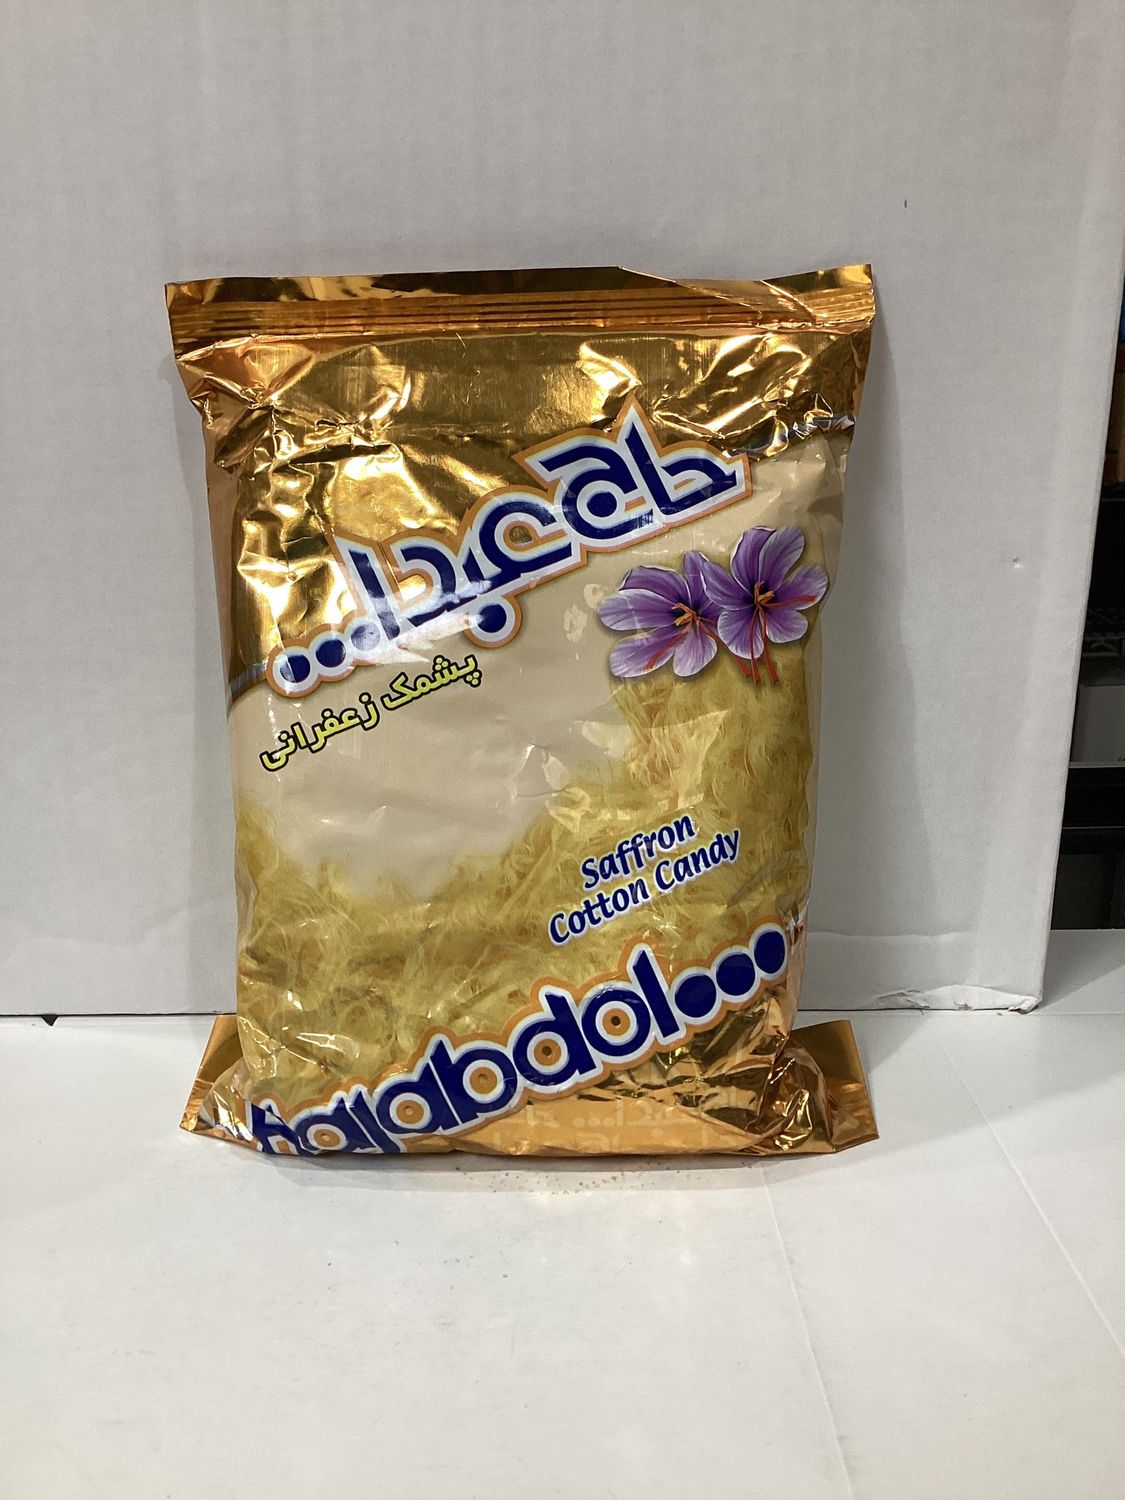 حاج عبدا...
پشمک زعفرانی
Saffron
Cotton Candy
Hajabdol...